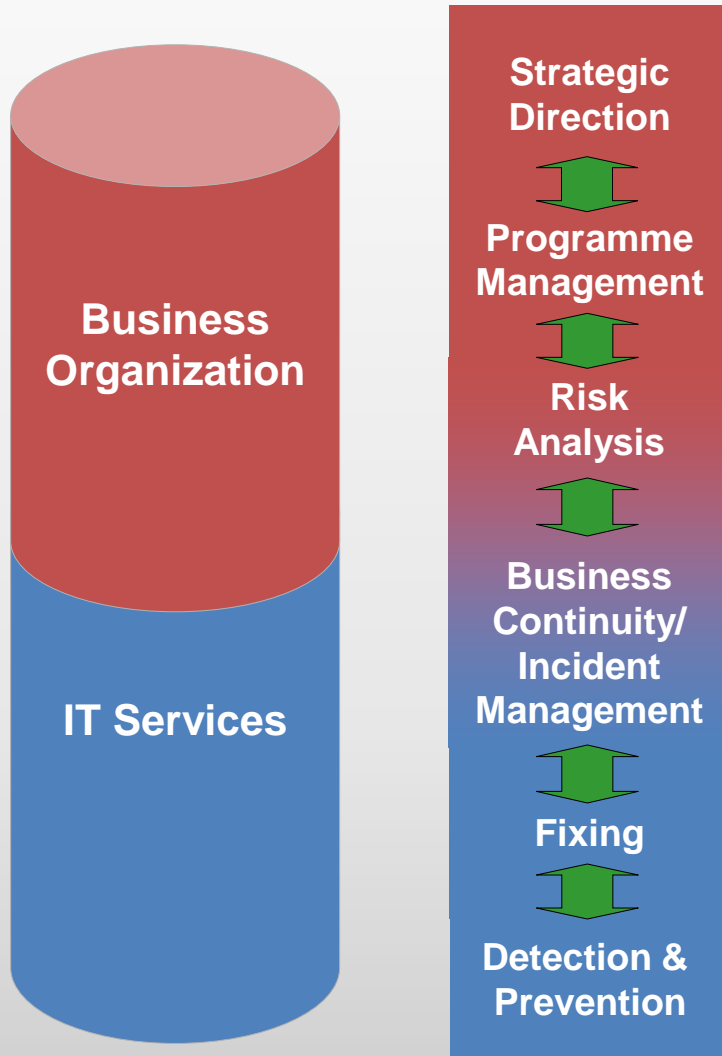 Business
Organization
IT Services
Strategic
Direction
Programme
Management
Risk
Analysis
Business
Continuity/
Incident
Management
Fixing
Detection &
Prevention